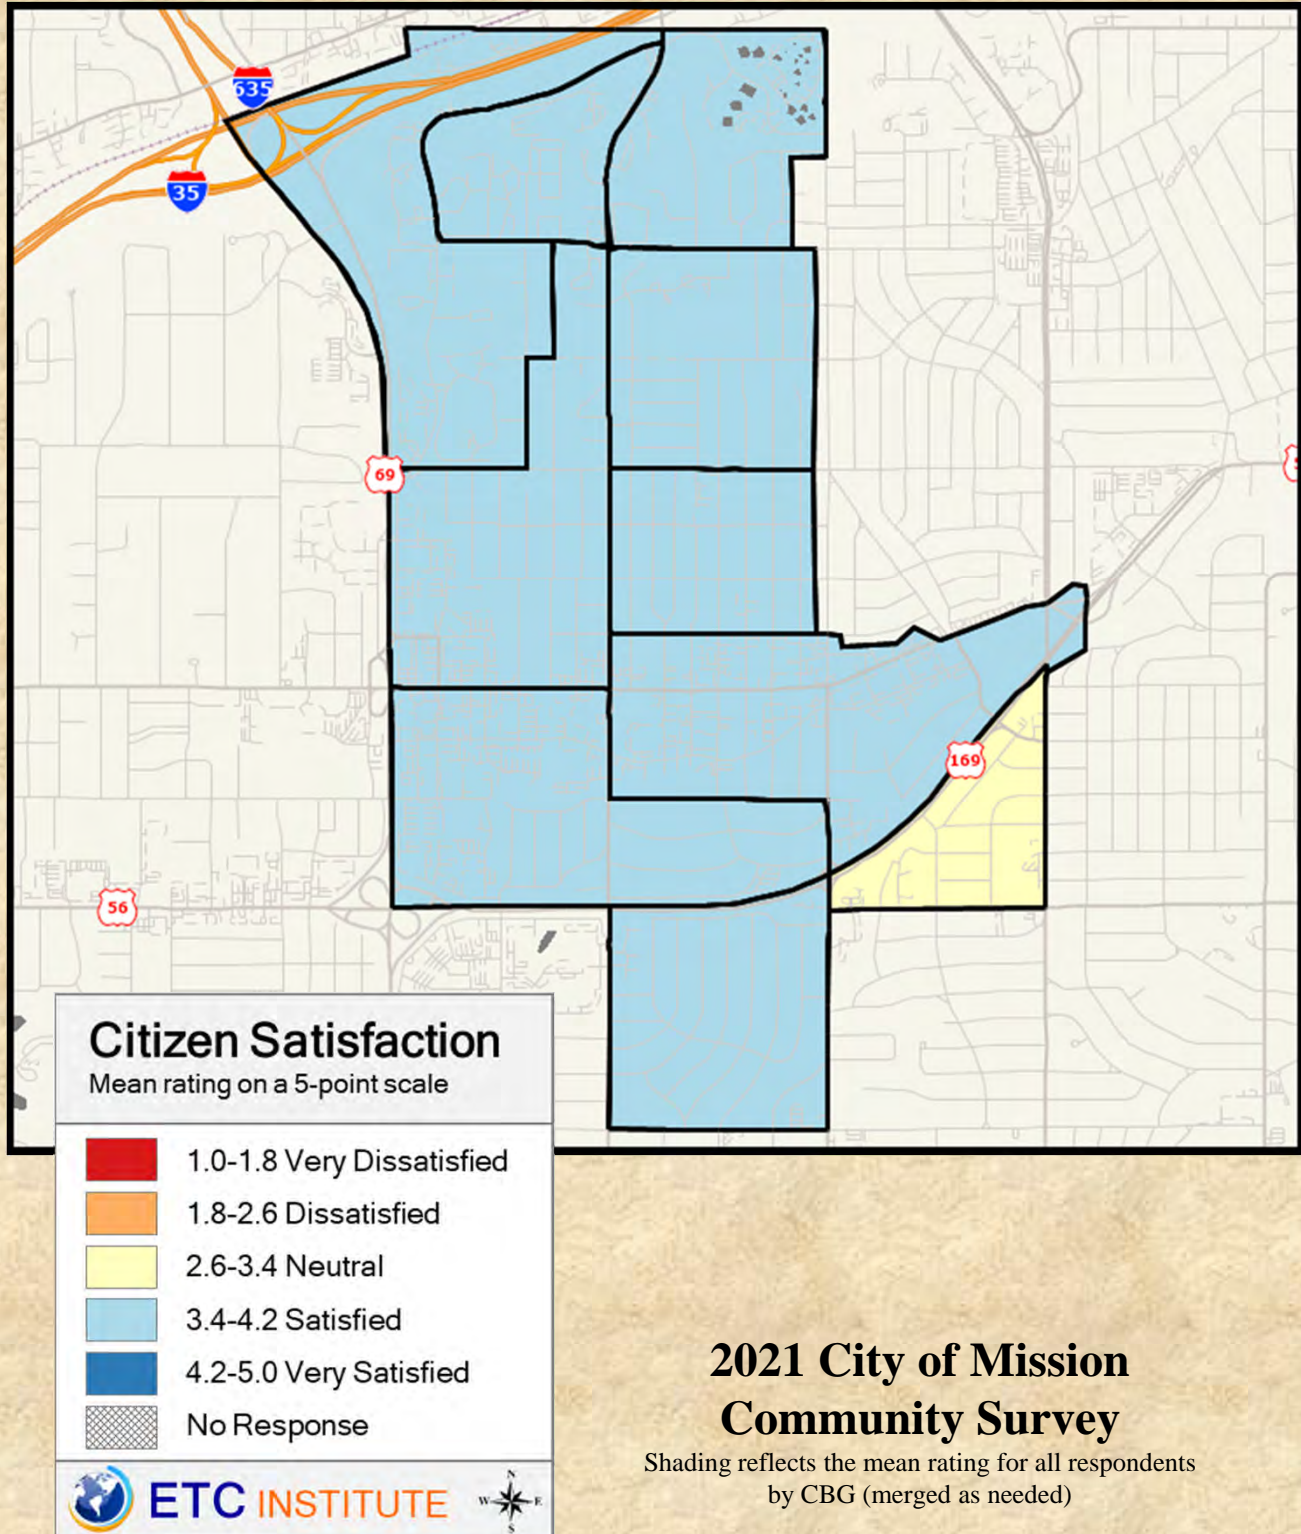 635
35
69
169
56
Citizen Satisfaction
Mean rating on a 5-point scale
1.0-1.8 Very Dissatisfied
1.8-2.6 Dissatisfied
2.6-3.4 Neutral
3.4-4.2 Satisfied
4.2-5.0 Very Satisfied
No Response
ETC INSTITUTE
N
W E
S
2021 City of Mission
Community Survey
Shading reflects the mean rating for all respondents
by CBG (merged as needed)